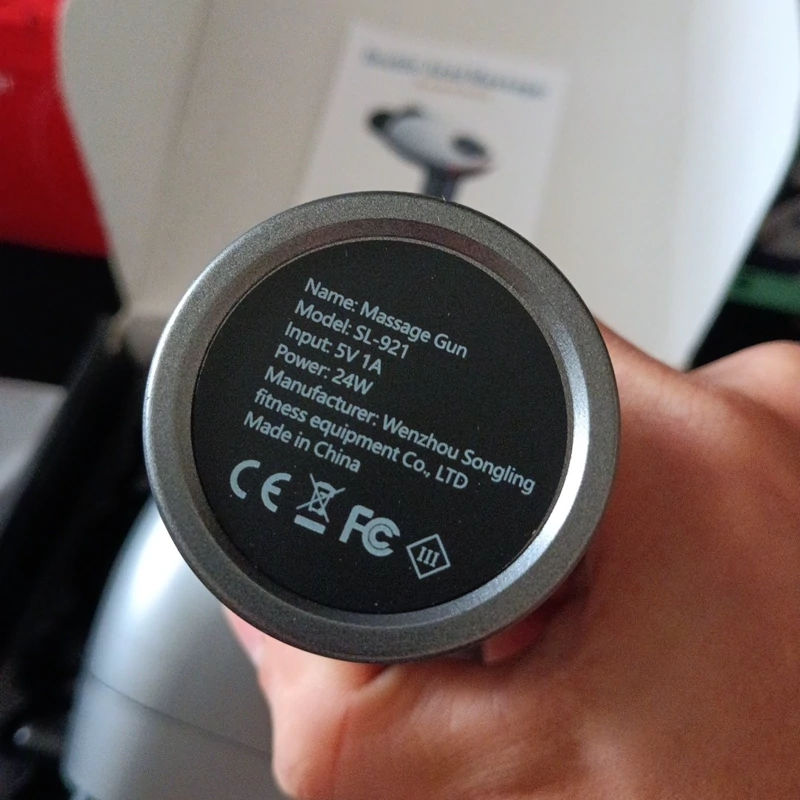 Name: Massage Gun
Model: SL-921
Input: 5V 1A
Power: 24W
Manufacturer: Wenzhou Songling
fitness equipment Co., LTD
Made in China
CE FC III